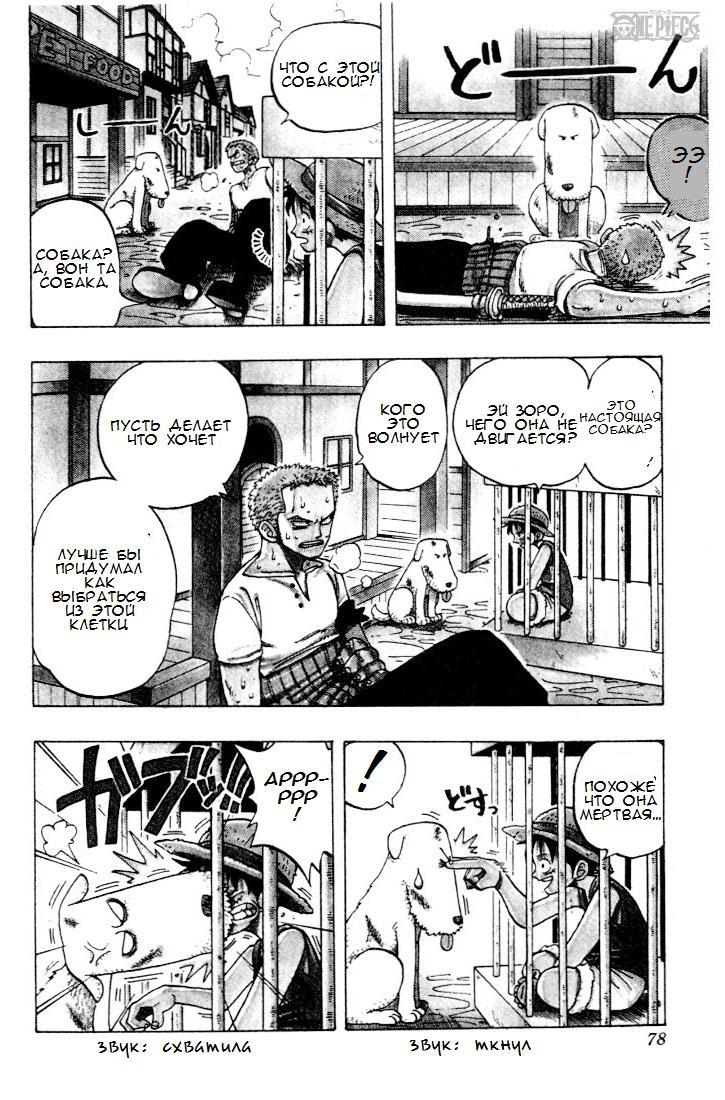 ONE PIECE
ど——ん
ЭЭ
!
ЧТО С ЭТОЙ
СОБАКОЙ?!
PET-FOOD
し——ん
СОБАКА?
А, ВОН ТА
СОБАКА.
ЭТО
НАСТОЯЩАЯ
СОБАКА?
ЭЙ ЗОРО,
ЧЕГО ОНА НЕ
ДВИГАЕТСЯ?
КОГО
ЭТО
ВОЛНУЕТ
ПУСТЬ ДЕЛАЕТ
ЧТО ХОЧЕТ
ЛУЧШЕ БЫ
ПРИДУМАЛ
КАК
ВЫБРАТЬСЯ
ИЗ ЭТОЙ
КЛЕТКИ
ПОХОЖЕ
ЧТО ОНА
МЕРТВАЯ...
どすっ
!
АРРР-
РРР
!
ガブッ!!
ЗВУК: ТКНУЛ
ЗВУК: СХВАТИЛА
78